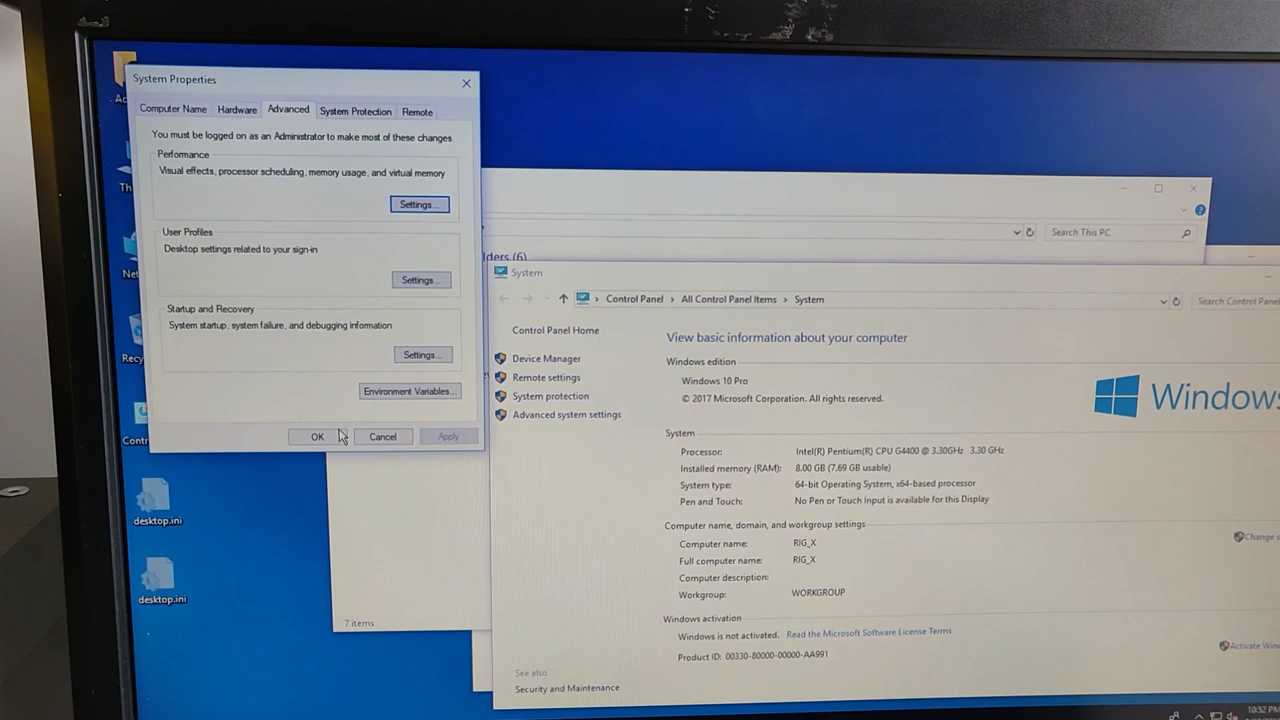 System Properties
Computer Name Hardware Advanced System Protection Remote
You must be logged on as an Administrator to make most of these changes.
Performance
Visual effects, processor scheduling, memory usage, and virtual memory
Settings...
User Profiles
Desktop settings related to your sign-in
Settings...
Startup and Recovery
System startup, system failure, and debugging information
Settings...
Environment Variables...
OK Cancel Apply
desktop.ini
desktop.ini
Search This PC
7 items
System
Control Panel All Control Panel Items System
Search Control Panel
Control Panel Home
Device Manager
Remote settings
System protection
Advanced system settings
See also
Security and Maintenance
View basic information about your computer
Windows edition
Windows 10 Pro
© 2017 Microsoft Corporation. All rights reserved.
Windows
System
Processor: Intel(R) Pentium(R) CPU G4400 @ 3.30GHz 3.30 GHz
Installed memory (RAM): 8.00 GB (7.69 GB usable)
System type: 64-bit Operating System, x64-based processor
Pen and Touch: No Pen or Touch Input is available for this Display
Computer name, domain, and workgroup settings
Computer name: RIG_X
Change s
Full computer name: RIG_X
Computer description:
Workgroup: WORKGROUP
Windows activation
Windows is not activated. Read the Microsoft Software License Terms
Product ID: 00330-80000-00000-AA991
Activate Win
10:52 PM